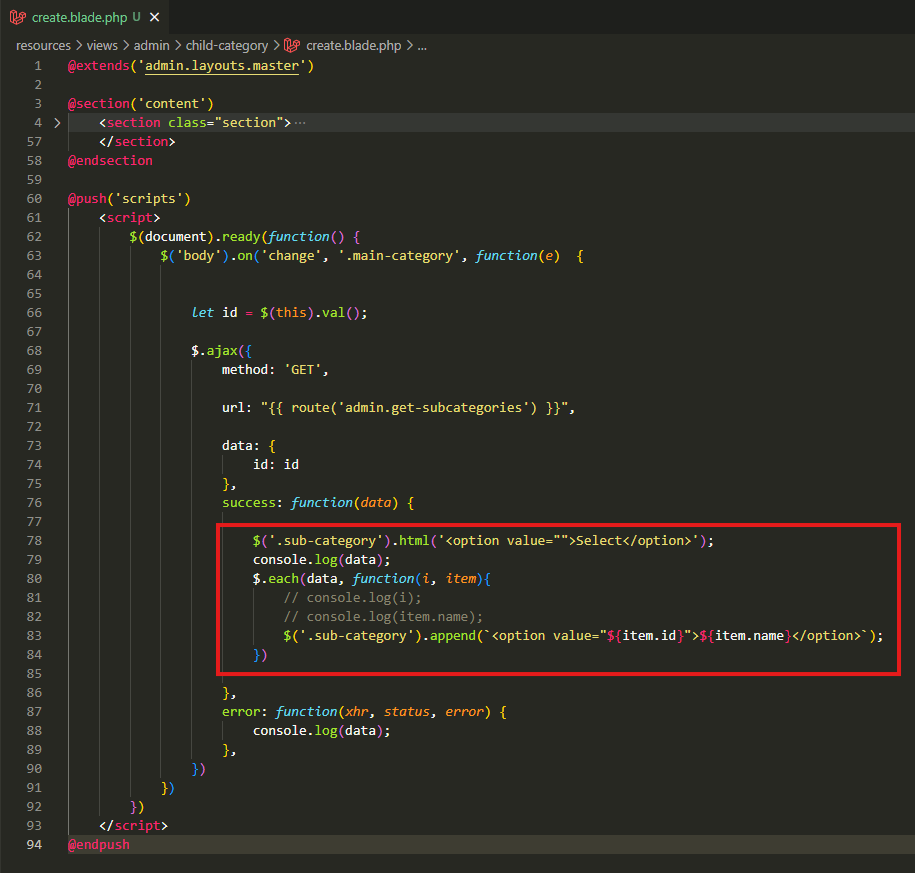 create.blade.php U ×
resources > views > admin > child-category > create.blade.php > ...
1 @extends('admin.layouts.master')
2
3 @section('content')
4 > <section class="section"> ···
57 </section>
58 @endsection
59
60 @push('scripts')
61 <script>
62 $(document).ready(function() {
63 $('body').on('change', '.main-category', function(e)  {
64
65
66 let id = $(this).val();
67
68 $.ajax({
69 method: 'GET',
70
71 url: "{{ route('admin.get-subcategories') }}",
72
73 data: {
74 id: id
75 },
76 success: function(data) {
77
78 $('.sub-category').html('<option value="">Select</option>');
79 console.log(data);
80 $.each(data, function(i, item){
81 // console.log(i);
82 // console.log(item.name);
83 $('.sub-category').append(`<option value="${item.id}">${item.name}</option>`);
84 })
85
86 },
87 error: function(xhr, status, error) {
88 console.log(data);
89 },
90 })
91 })
92 })
93 </script>
94 @endpush